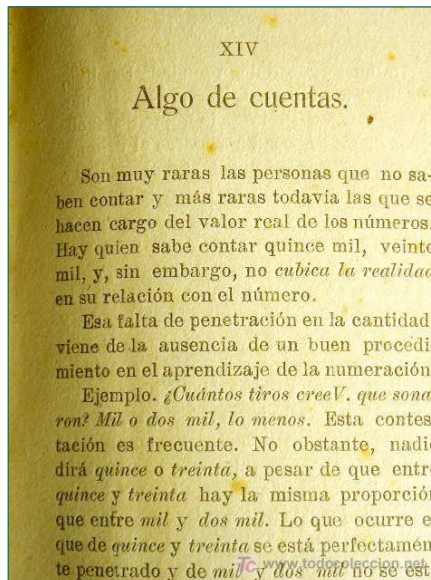 XIV
Algo de cuentas.
Son muy raras las personas que no sa-
ben contar y más raras todavía las que se
hacen cargo del valor real de los números.
Hay quien sabe contar quince mil, veinte
mil, y, sin embargo, no cubica la realidad
en su relación con el número.
Esa falta de penetración en la cantidad
viene de la ausencia de un buen procedi
miento en el aprendizaje de la numeración
Ejemplo. ¿Cuántos tiros creeV. que sona
ron? Mil o dos mil, lo menos. Esta contes
tación es frecuente. No obstante, nadi
dirá quince o treinta, a pesar de que entr
quince y treinta hay la misma proporción
que entre mil y dos mil. Lo que ocurre e
que de quince y treinta se está perfectamen
te penetrado y de mil y dos mil no se est
www.todocoleccion.net